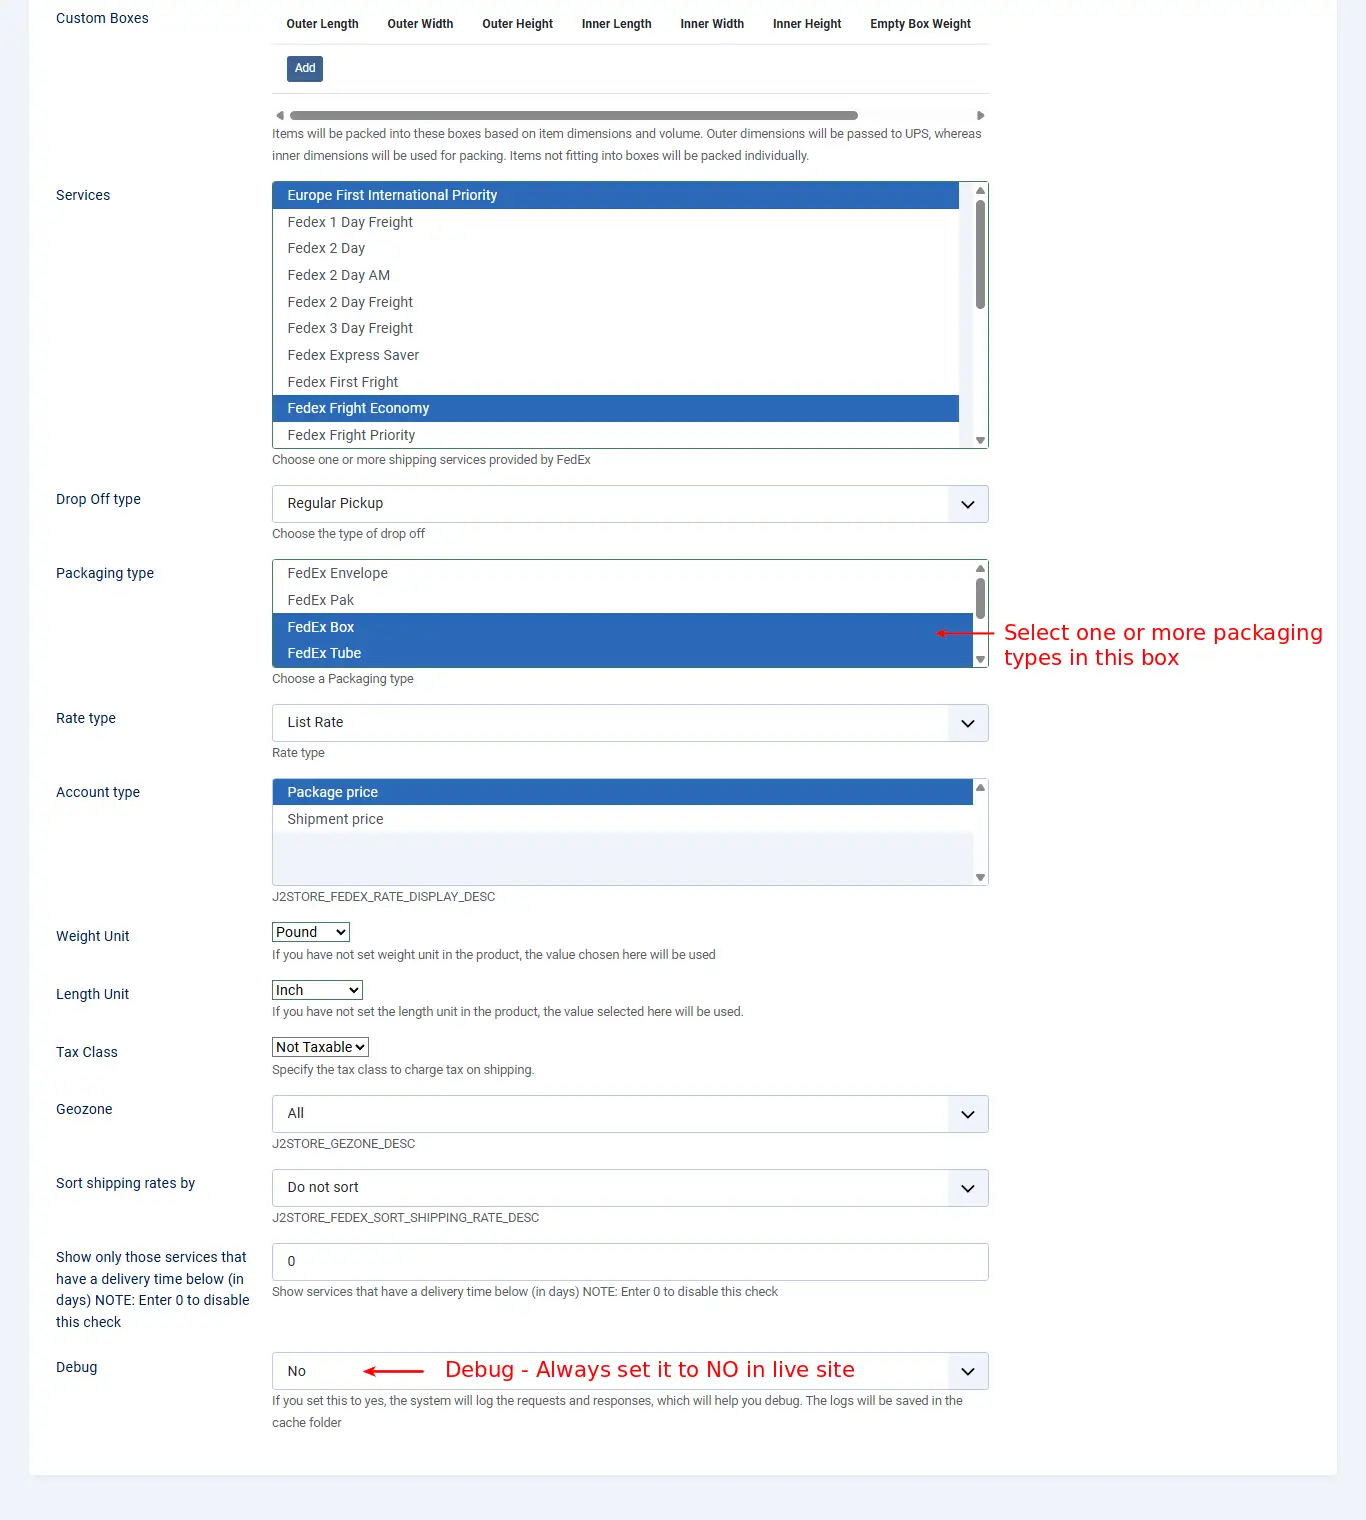 Custom Boxes
Outer Length Outer Width Outer Height Inner Length Inner Width Inner Height Empty Box Weight
Add
Items will be packed into these boxes based on item dimensions and volume. Outer dimensions will be passed to UPS, whereas
inner dimensions will be used for packing. Items not fitting into boxes will be packed individually.
Services
Europe First International Priority
Fedex 1 Day Freight
Fedex 2 Day
Fedex 2 Day AM
Fedex 2 Day Freight
Fedex 3 Day Freight
Fedex Express Saver
Fedex First Fright
Fedex Fright Economy
Fedex Fright Priority
Choose one or more shipping services provided by FedEx
Drop Off type
Regular Pickup
Choose the type of drop off
Packaging type
FedEx Envelope
FedEx Pak
FedEx Box
FedEx Tube
Select one or more packaging
types in this box
Choose a Packaging type
Rate type
List Rate
Rate type
Account type
Package price
Shipment price
J2STORE_FEDEX_RATE_DISPLAY_DESC
Weight Unit
Pound
If you have not set weight unit in the product, the value chosen here will be used
Length Unit
Inch
If you have not set the length unit in the product, the value selected here will be used.
Tax Class
Not Taxable
Specify the tax class to charge tax on shipping.
Geozone
All
J2STORE_GEZONE_DESC
Sort shipping rates by
Do not sort
J2STORE_FEDEX_SORT_SHIPPING_RATE_DESC
Show only those services that
have a delivery time below (in
days) NOTE: Enter 0 to disable
this check
0
Show services that have a delivery time below (in days) NOTE: Enter 0 to disable this check
Debug
No
Debug - Always set it to NO in live site
If you set this to yes, the system will log the requests and responses, which will help you debug. The logs will be saved in the
cache folder